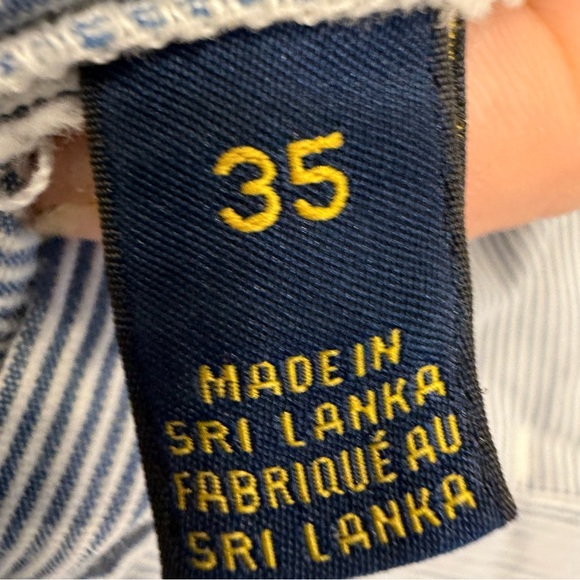 35
MADE IN
SRI LANKA
FABRIQUÉ AU
SRI LANKA